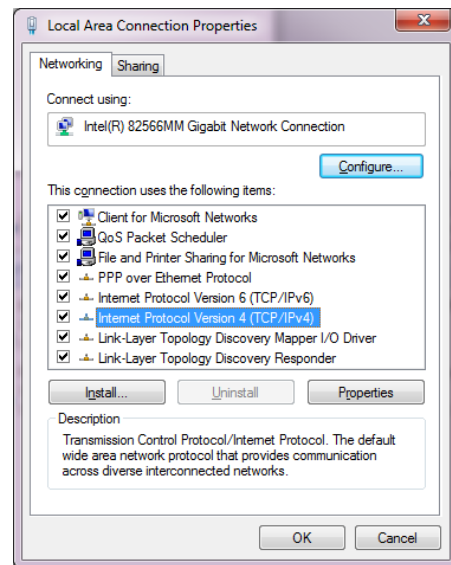 Local Area Connection Properties
Networking Sharing
Connect using:
Intel(R) 82566MM Gigabit Network Connection
Configure...
This connection uses the following items:
Client for Microsoft Networks
QoS Packet Scheduler
File and Printer Sharing for Microsoft Networks
PPP over Ethernet Protocol
Internet Protocol Version 6 (TCP/IPv6)
Internet Protocol Version 4 (TCP/IPv4)
Link-Layer Topology Discovery Mapper I/O Driver
Link-Layer Topology Discovery Responder
Install... Uninstall Properties
Description
Transmission Control Protocol/Internet Protocol. The default
wide area network protocol that provides communication
across diverse interconnected networks.
OK Cancel